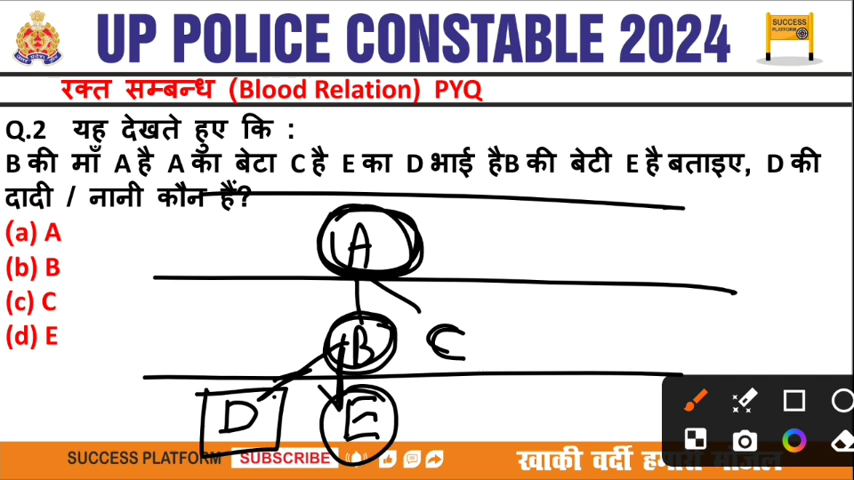 UP POLICE CONSTABLE 2024
SUCCESS
PLATFORM
रक्त सम्बन्ध (Blood Relation) PYQ
Q.2 यह देखते हुए कि :
B की माँ A है A का बेटा C है E का D भाई हैB की बेटी E है बताइए, D की
दादी / नानी कौन हैं?
(a) A
(b) B
(c) C
(d) E
A
B C
D E
SUCCESS PLATFORM SUBSCRIBE
खाकी वर्दी हमारी मंजिल